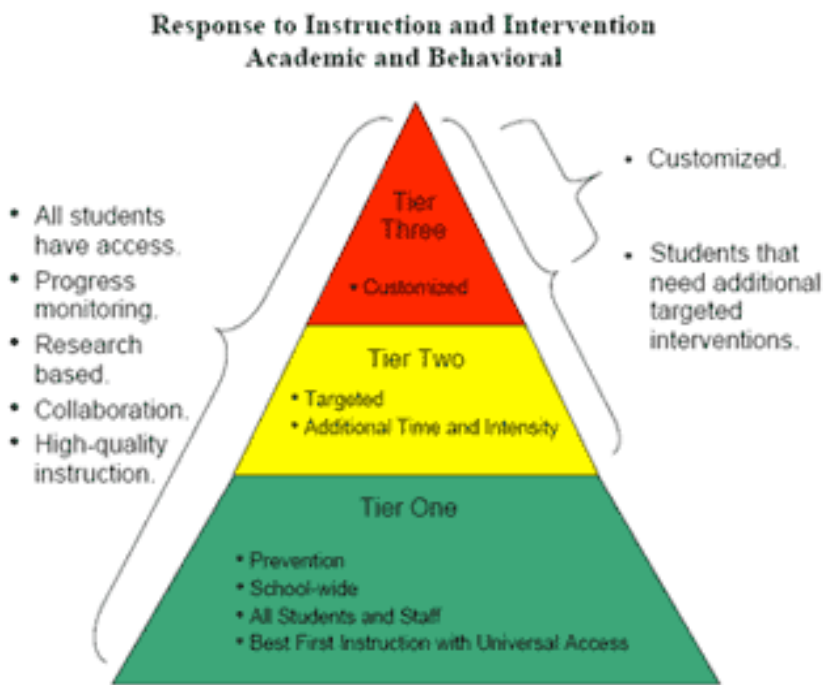 Response to Instruction and Intervention
Academic and Behavioral
• All students
have access.
• Progress
monitoring.
• Research
based.
• Collaboration.
• High-quality
instruction.
Tier
Three
• Customized
Tier Two
• Targeted
• Additional Time and Intensity
Tier One
• Prevention
• School-wide
• All Students and Staff
• Best First Instruction with Universal Access
• Customized.
• Students that
need additional
targeted
interventions.